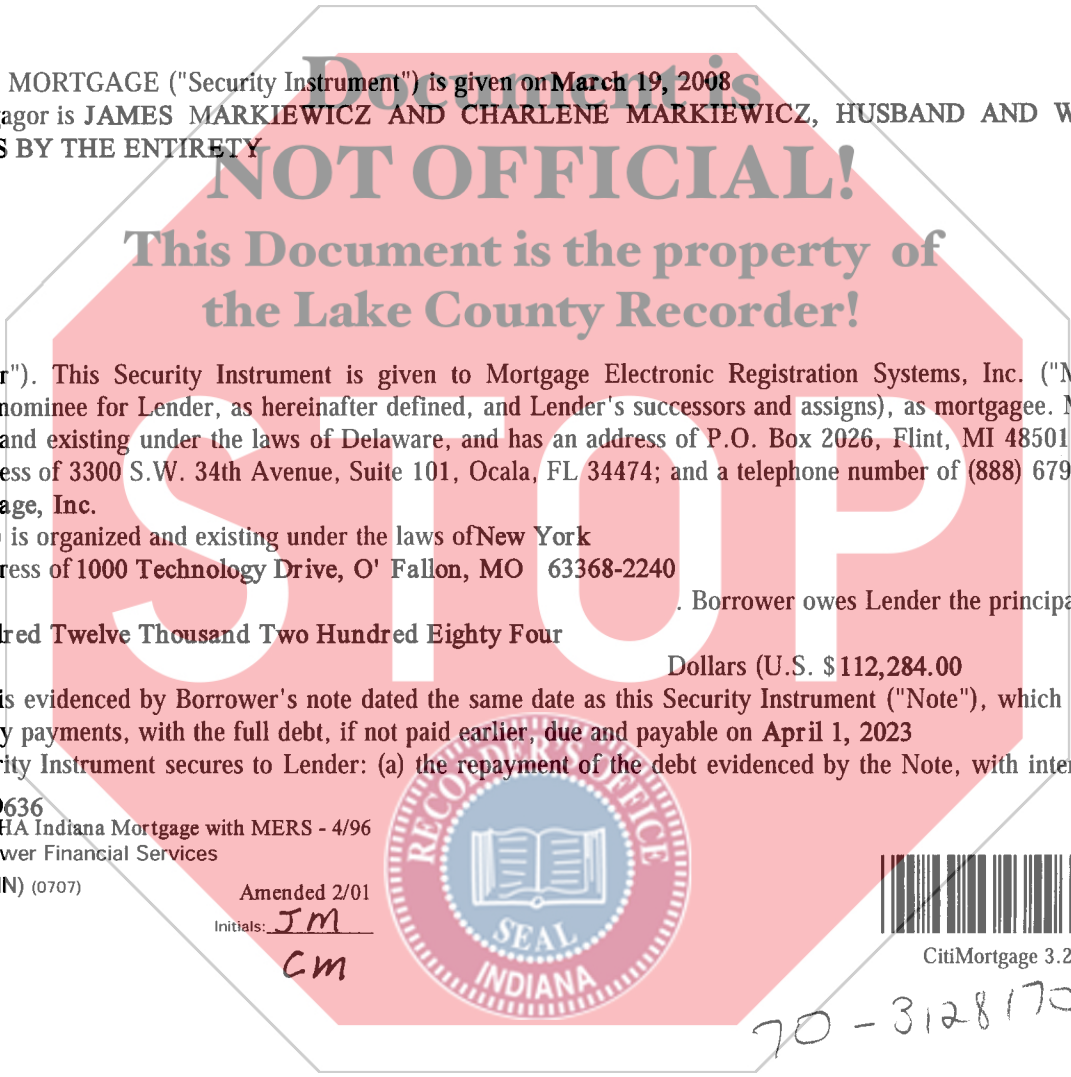 MORTGAGE ("Security Instrument") is given on March 19, 2008
agor is JAMES MARKIEWICZ AND CHARLENE MARKIEWICZ, HUSBAND AND W
S BY THE ENTIRETY
Document is
NOT OFFICIAL!
This Document is the property of
the Lake County Recorder!
r"). This Security Instrument is given to Mortgage Electronic Registration Systems, Inc. ("M
nominee for Lender, as hereinafter defined, and Lender's successors and assigns), as mortgagee. M
and existing under the laws of Delaware, and has an address of P.O. Box 2026, Flint, MI 48501
ess of 3300 S.W. 34th Avenue, Suite 101, Ocala, FL 34474; and a telephone number of (888) 679
age, Inc.
is organized and existing under the laws of New York
ress of 1000 Technology Drive, O' Fallon, MO 63368-2240
. Borrower owes Lender the principa
dred Twelve Thousand Two Hundred Eighty Four
Dollars (U.S. $112,284.00
STOP
is evidenced by Borrower's note dated the same date as this Security Instrument ("Note"), which
y payments, with the full debt, if not paid earlier, due and payable on April 1, 2023
rity Instrument secures to Lender: (a) the repayment of the debt evidenced by the Note, with inter
9636
HA Indiana Mortgage with MERS - 4/96
wer Financial Services
IN) (0707)
Amended 2/01
Initials: JM
CM
RECORDER'S OFFICE
SEAL
INDIANA
CitiMortgage 3.2
70-3128170